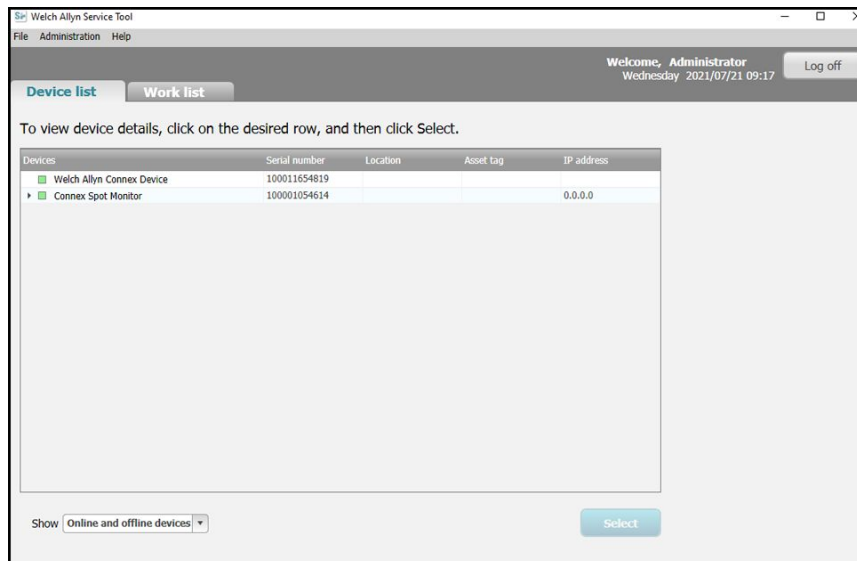 Welch Allyn Service Tool
File Administration Help
Welcome, Administrator
Wednesday 2021/07/21 09:17
Log off
Device list
Work list
To view device details, click on the desired row, and then click Select.
Devices Serial number Location Asset tag IP address
Welch Allyn Connex Device 100011654819
Connex Spot Monitor 100001054614 0.0.0.0
Show Online and offline devices
Select